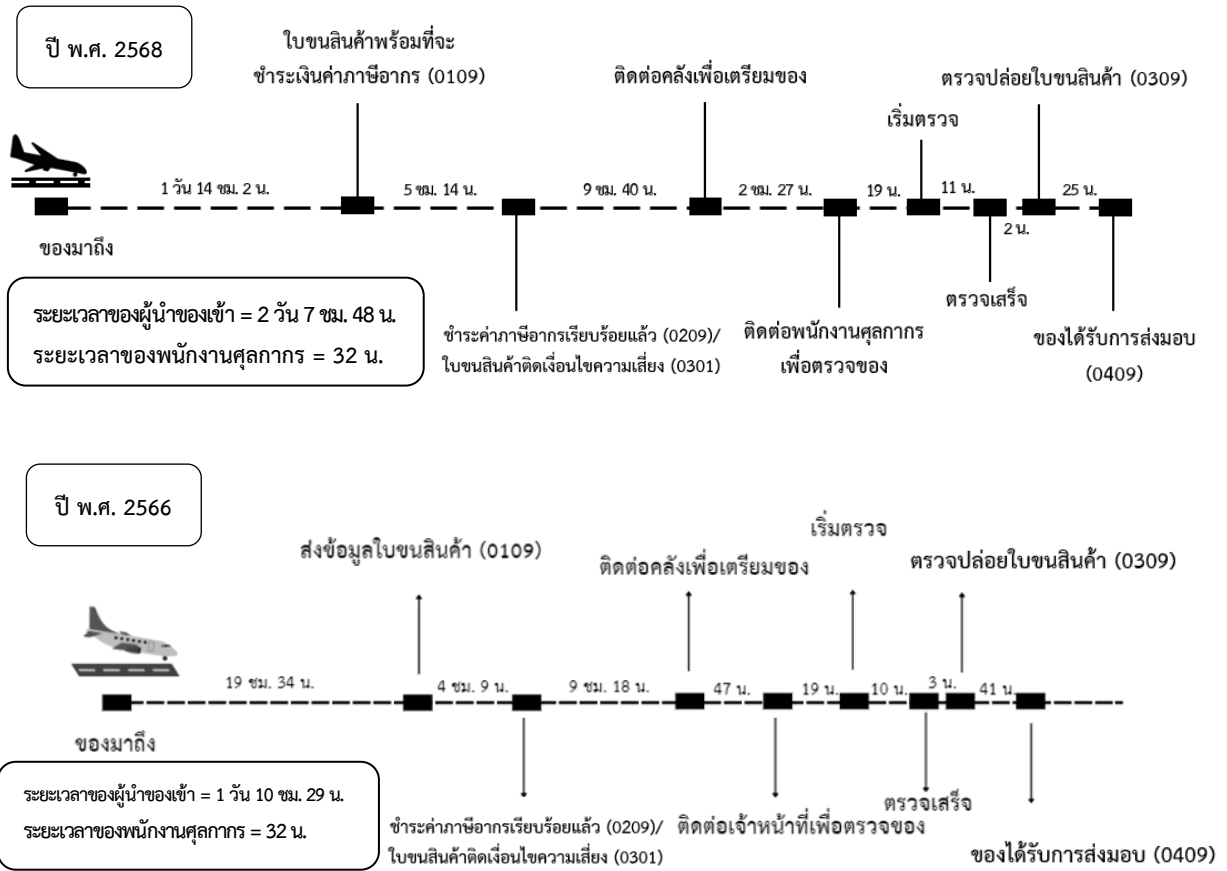 ปี พ.ศ. 2568
ใบขนสินค้าพร้อมที่จะ
ชำระเงินค่าภาษีอากร (0109)
ติดต่อคลังเพื่อเตรียมของ
ตรวจปล่อยใบขนสินค้า (0309)
เริ่มตรวจ
1 วัน 14 ชม. 2 น.
5 ชม. 14 น.
9 ชม. 40 น.
2 ชม. 27 น.
19 น.
11 น.
2 น.
25 น.
ของมาถึง
ตรวจเสร็จ
ระยะเวลาของผู้นำของเข้า = 2 วัน 7 ชม. 48 น.
ระยะเวลาของพนักงานศุลกากร = 32 น.
ชำระค่าภาษีอากรเรียบร้อยแล้ว (0209)/
ใบขนสินค้าติดเงื่อนไขความเสี่ยง (0301)
ติดต่อพนักงานศุลกากร
เพื่อตรวจของ
ของได้รับการส่งมอบ
(0409)
ปี พ.ศ. 2566
ส่งข้อมูลใบขนสินค้า (0109)
ติดต่อคลังเพื่อเตรียมของ
เริ่มตรวจ
ตรวจปล่อยใบขนสินค้า (0309)
19 ชม. 34 น.
4 ชม. 9 น.
9 ชม. 18 น.
47 น.
19 น.
10 น.
3 น.
41 น.
ของมาถึง
ระยะเวลาของผู้นำของเข้า = 1 วัน 10 ชม. 29 น.
ระยะเวลาของพนักงานศุลกากร = 32 น.
ชำระค่าภาษีอากรเรียบร้อยแล้ว (0209)/
ใบขนสินค้าติดเงื่อนไขความเสี่ยง (0301)
ติดต่อเจ้าหน้าที่เพื่อตรวจของ
ตรวจเสร็จ
ของได้รับการส่งมอบ (0409)